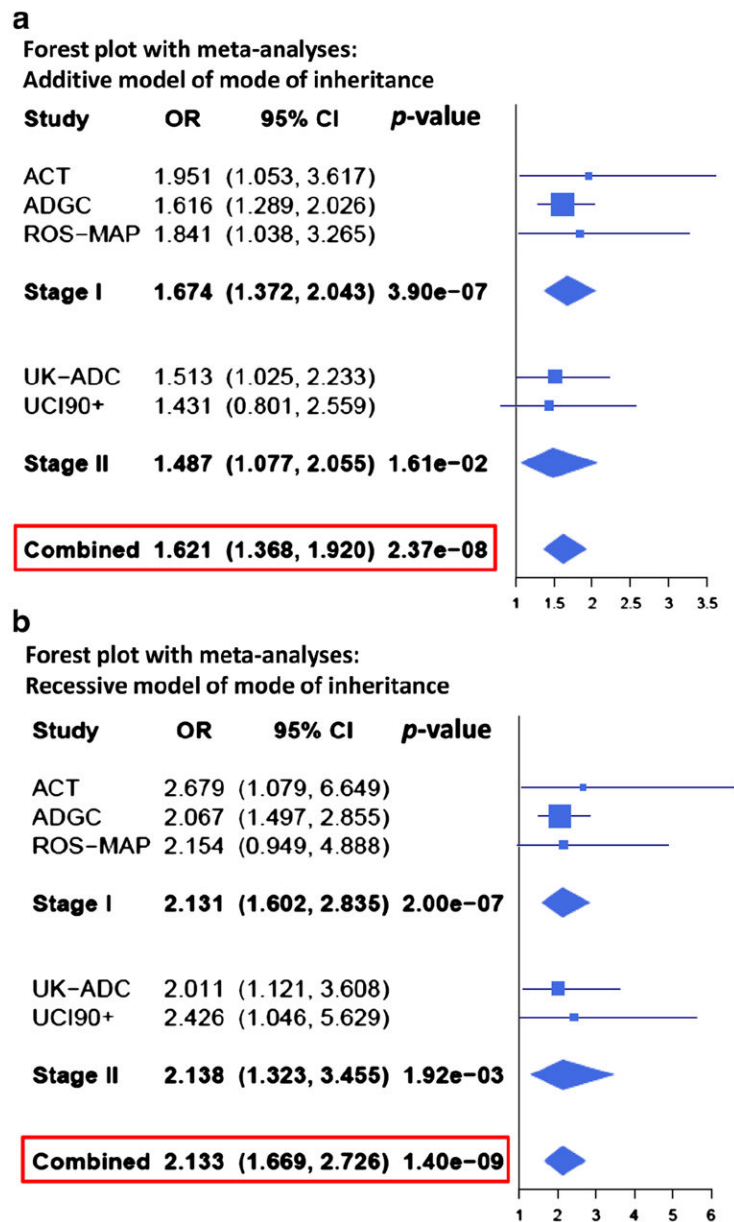 a
Forest plot with meta-analyses:
Additive model of mode of inheritance
Study OR 95% CI p-value
ACT 1.951 (1.053, 3.617)
ADGC 1.616 (1.289, 2.026)
ROS-MAP 1.841 (1.038, 3.265)
Stage I 1.674 (1.372, 2.043) 3.90e-07
UK-ADC 1.513 (1.025, 2.233)
UCI90+ 1.431 (0.801, 2.559)
Stage II 1.487 (1.077, 2.055) 1.61e-02
Combined 1.621 (1.368, 1.920) 2.37e-08
1 1.5 2 2.5 3 3.5
b
Forest plot with meta-analyses:
Recessive model of mode of inheritance
Study OR 95% CI p-value
ACT 2.679 (1.079, 6.649)
ADGC 2.067 (1.497, 2.855)
ROS-MAP 2.154 (0.949, 4.888)
Stage I 2.131 (1.602, 2.835) 2.00e-07
UK-ADC 2.011 (1.121, 3.608)
UCI90+ 2.426 (1.046, 5.629)
Stage II 2.138 (1.323, 3.455) 1.92e-03
Combined 2.133 (1.669, 2.726) 1.40e-09
1 2 3 4 5 6